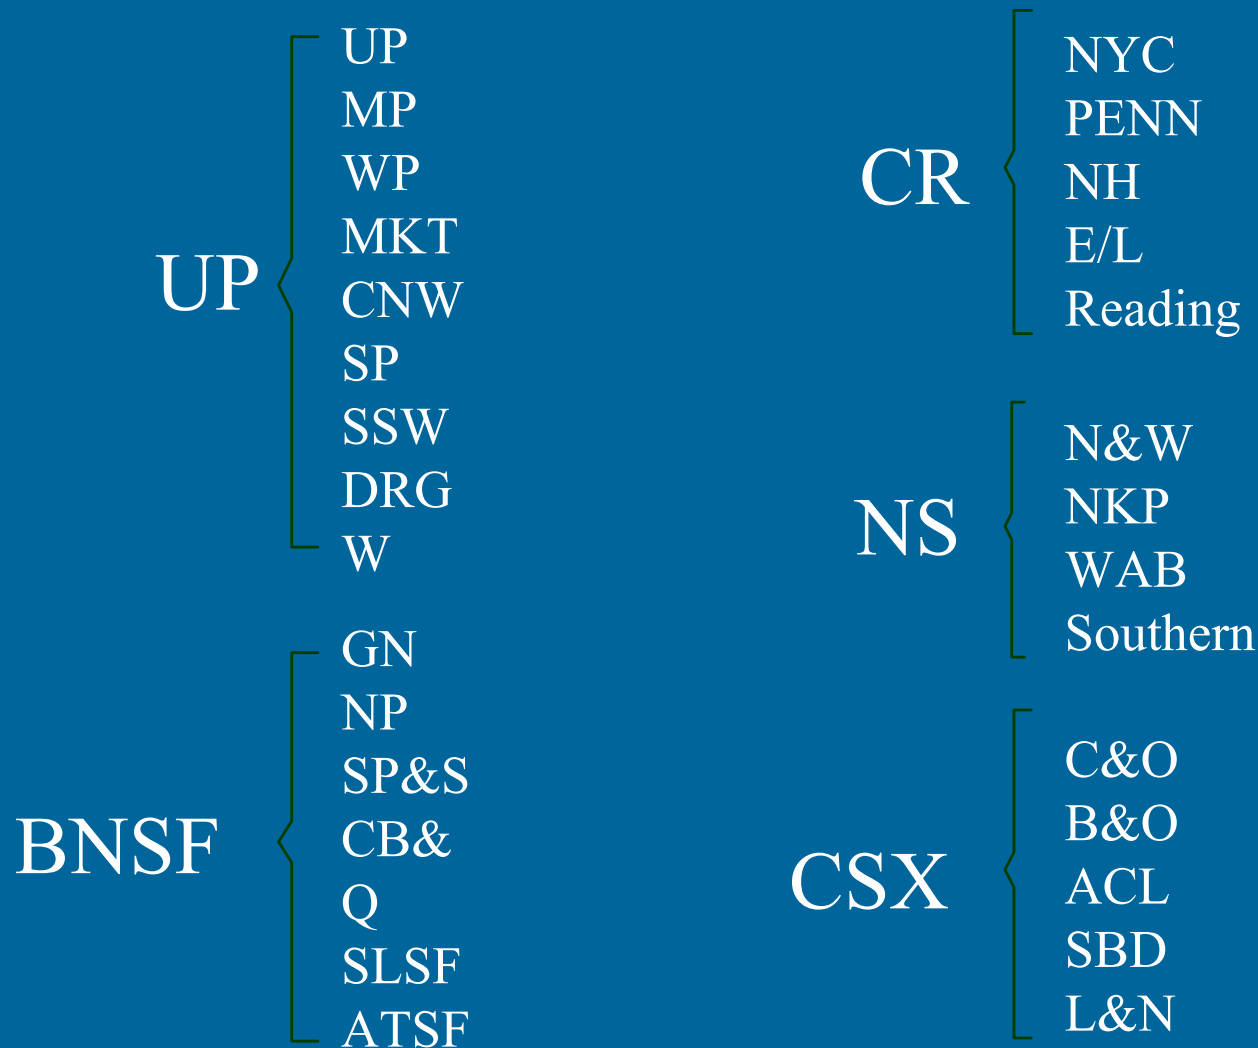 UP
UP
MP
WP
MKT
CNW
SP
SSW
DRG
W
BNSF
GN
NP
SP&S
CB&
Q
SLSF
ATSF
CR
NYC
PENN
NH
E/L
Reading
NS
N&W
NKP
WAB
Southern
CSX
C&O
B&O
ACL
SBD
L&N